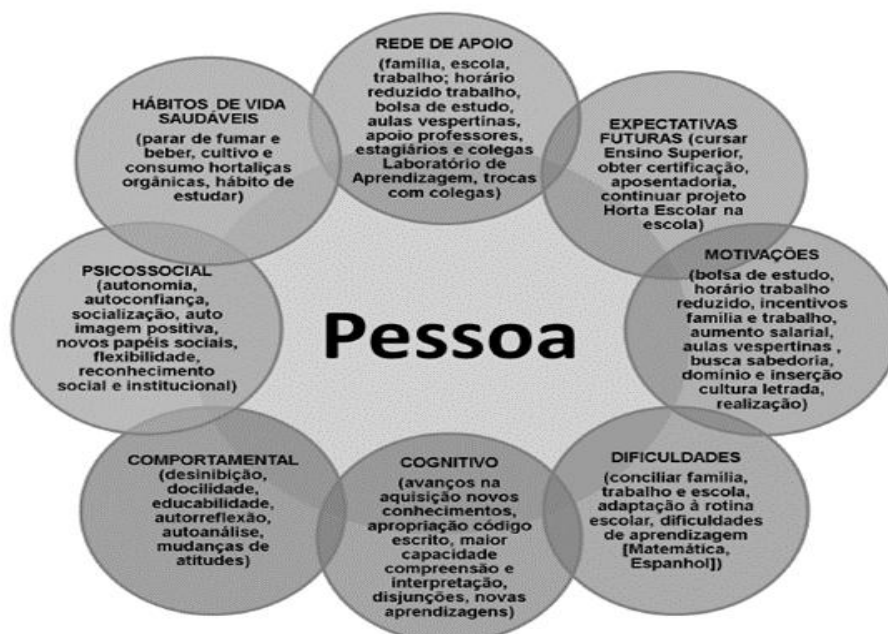 REDE DE APOIO
(família, escola,
trabalho; horário
reduzido trabalho,
bolsa de estudo,
aulas vespertinas,
apoio professores,
estagiários e colegas
Laboratório de
Aprendizagem, trocas
com colegas)
EXPECTATIVAS
FUTURAS (cursar
Ensino Superior,
obter certificação,
aposentadoria,
continuar projeto
Horta Escolar na
escola)
MOTIVAÇÕES
(bolsa de estudo,
horário trabalho
reduzido, incentivos
família e trabalho,
aumento salarial,
aulas vespertinas ,
busca sabedoria,
domínio e inserção
cultura letrada,
realização)
DIFICULDADES
(conciliar família,
trabalho e escola,
adaptação à rotina
escolar, dificuldades
de aprendizagem
[Matemática,
Espanhol])
COGNITIVO
(avanços na
aquisição novos
conhecimentos,
apropriação código
escrito, maior
capacidade
compreensão e
interpretação,
disjunções, novas
aprendizagens)
COMPORTAMENTAL
(desinibição,
docilidade,
educabilidade,
autorreflexão,
autoanálise,
mudanças de
atitudes)
PSICOSSOCIAL
(autonomia,
autoconfiança,
socialização, auto
imagem positiva,
novos papéis sociais,
flexibilidade,
reconhecimento
social e institucional)
HÁBITOS DE VIDA
SAUDÁVEIS
(parar de fumar e
beber, cultivo e
consumo hortaliças
orgânicas, hábito de
estudar)
Pessoa